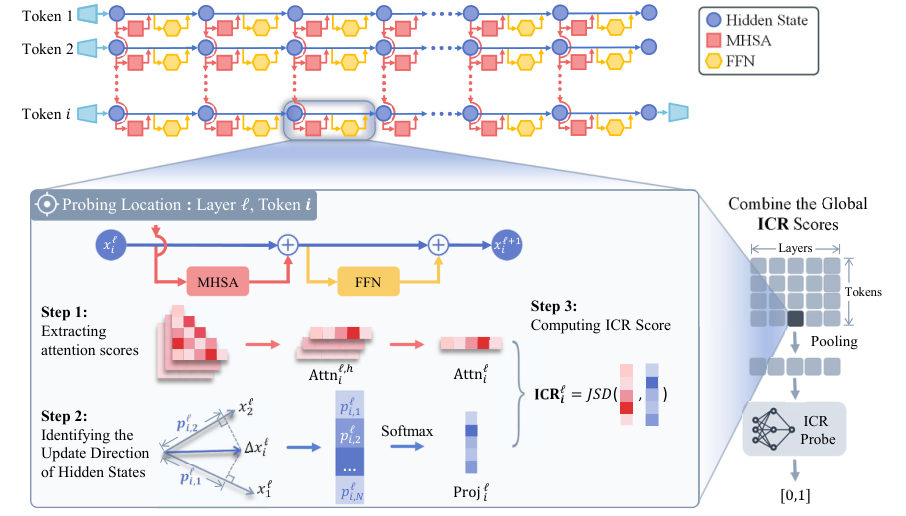 Token 1
Token 2
Token i
Hidden State
MHSA
FFN
Probing Location : Layer ℓ, Token i
x_i^ℓ
x_i^{ℓ+1}
MHSA
FFN
Step 1:
Extracting
attention scores
Attn_i^{ℓ,h}
Attn_i^ℓ
Step 2:
Identifying the
Update Direction
of Hidden States
p_{i,2}^ℓ
x_2^ℓ
Δx_i^ℓ
p_{i,1}^ℓ
x_1^ℓ
p_{i,1}^ℓ
p_{i,2}^ℓ
...
p_{i,N}^ℓ
Softmax
Proj_i^ℓ
Step 3:
Computing ICR Score
ICR_i^ℓ = JSD( , )
Combine the Global
ICR Scores
Layers
Tokens
Pooling
ICR
Probe
[0,1]